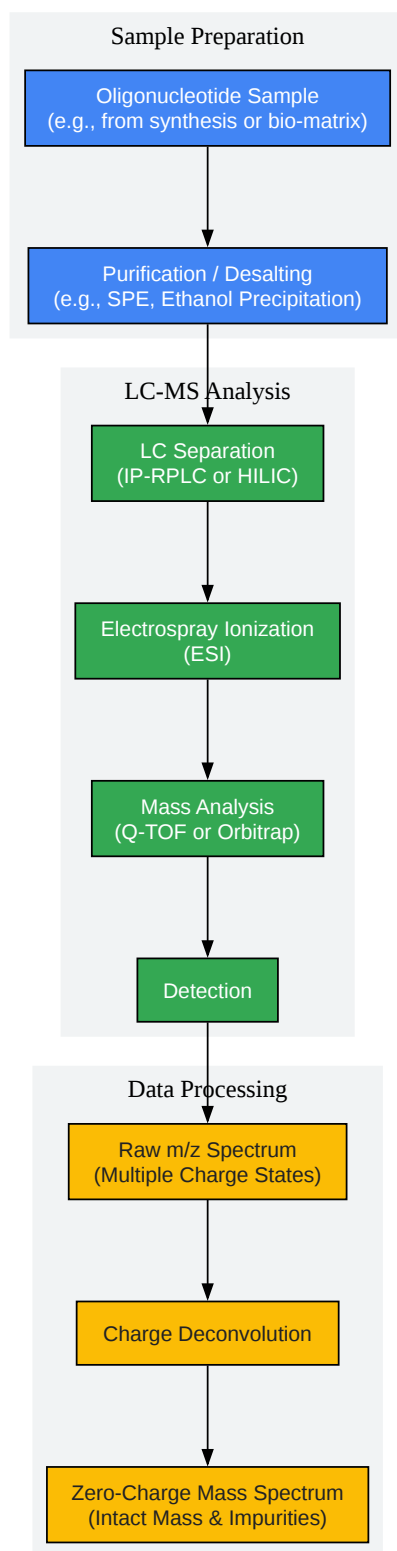 Sample Preparation
Oligonucleotide Sample
(e.g., from synthesis or bio-matrix)
Purification / Desalting
(e.g., SPE, Ethanol Precipitation)
LC-MS Analysis
LC Separation
(IP-RPLC or HILIC)
Electrospray Ionization
(ESI)
Mass Analysis
(Q-TOF or Orbitrap)
Detection
Data Processing
Raw m/z Spectrum
(Multiple Charge States)
Charge Deconvolution
Zero-Charge Mass Spectrum
(Intact Mass & Impurities)